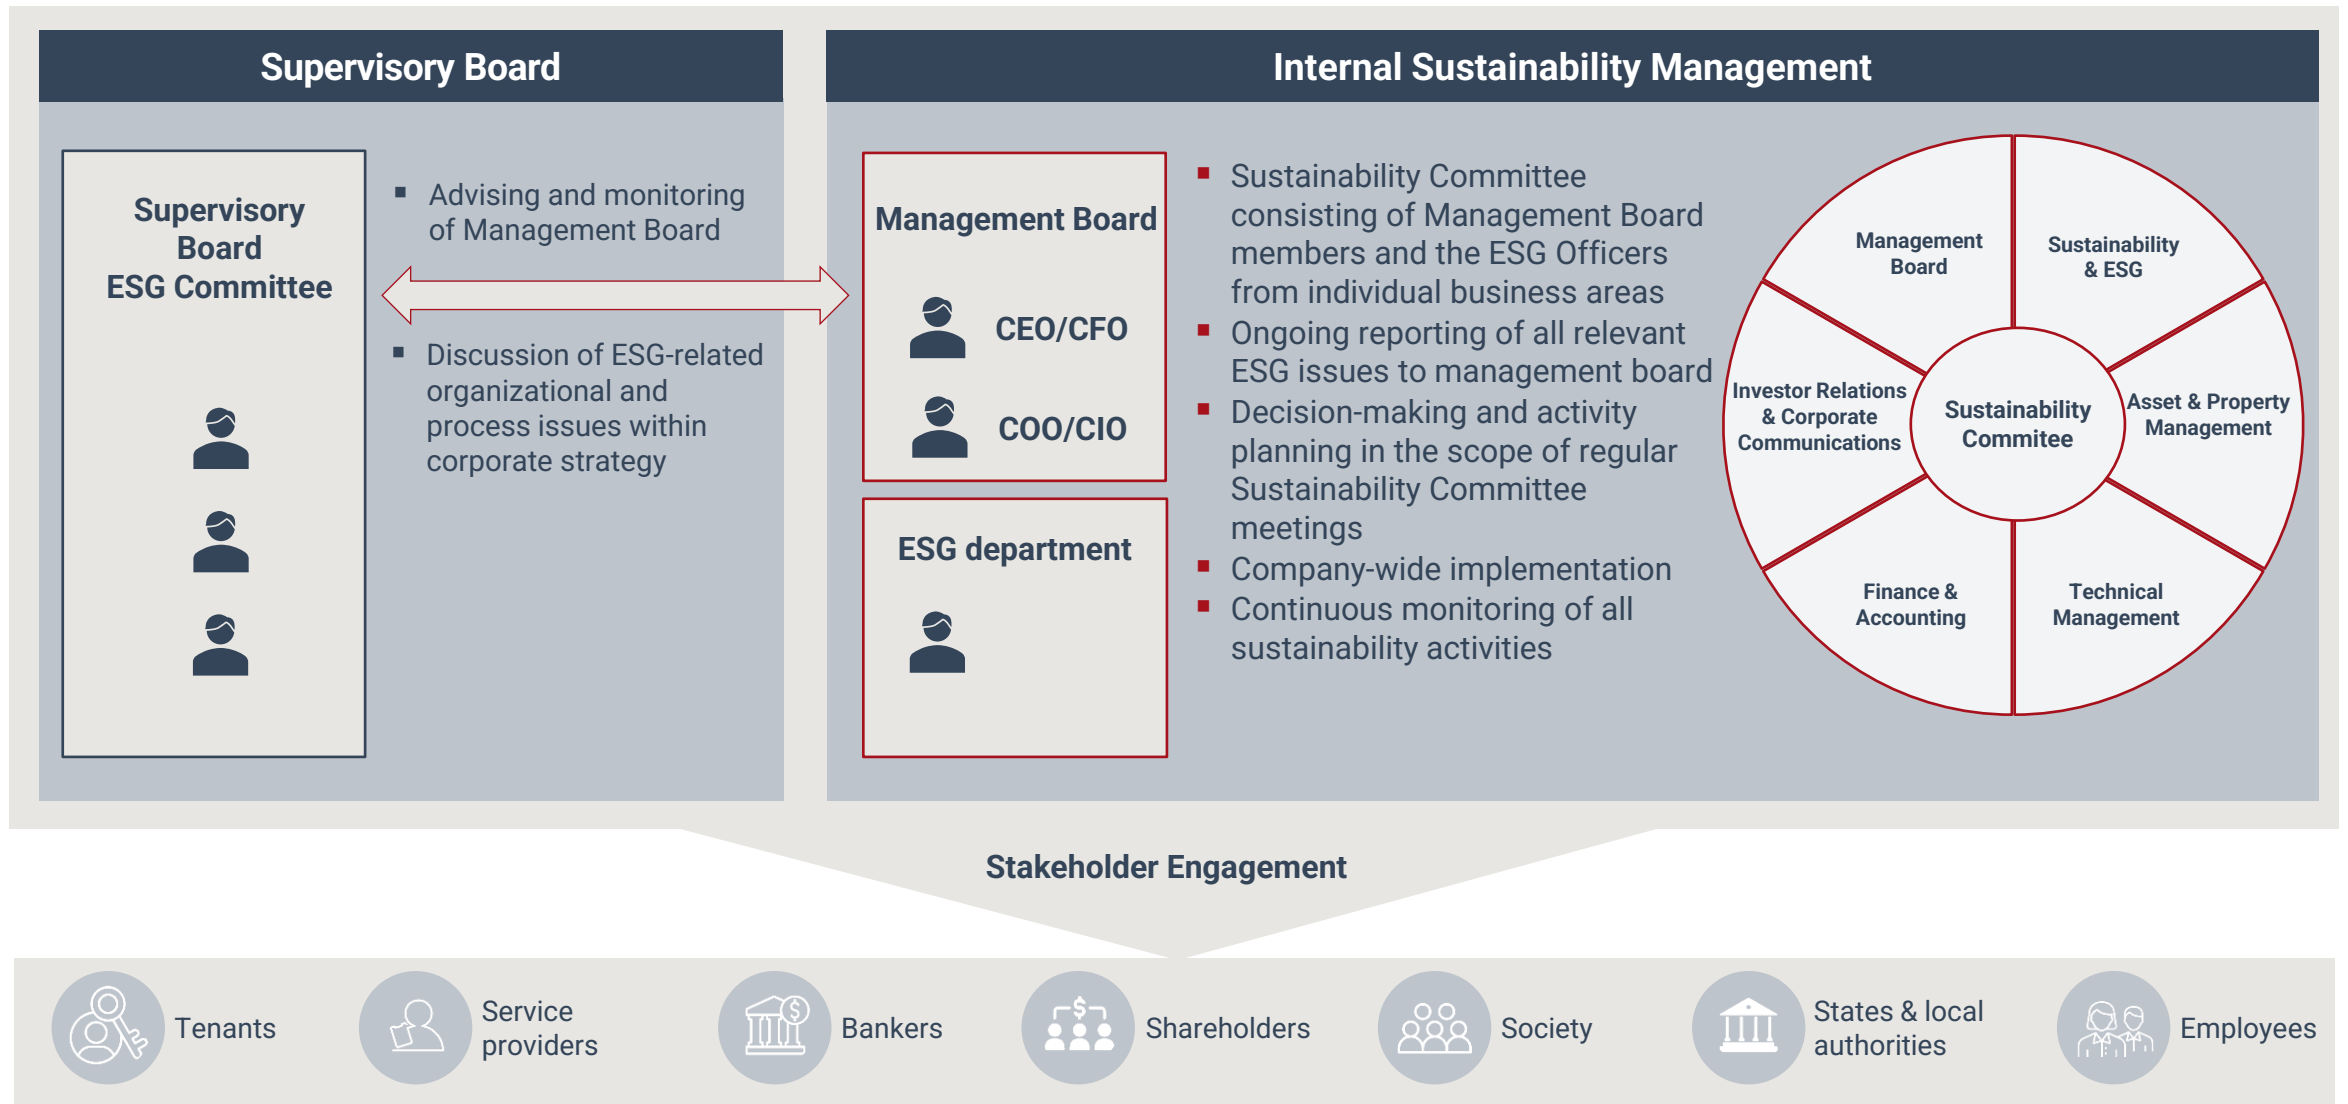 Supervisory Board
Supervisory
Board
ESG Committee
Advising and monitoring
of Management Board
Discussion of ESG-related
organizational and
process issues within
corporate strategy
Internal Sustainability Management
Management Board
CEO/CFO
COO/CIO
ESG department
Sustainability Committee
consisting of Management Board
members and the ESG Officers
from individual business areas
Ongoing reporting of all relevant
ESG issues to management board
Decision-making and activity
planning in the scope of regular
Sustainability Committee
meetings
Company-wide implementation
Continuous monitoring of all
sustainability activities
Management
Board
Sustainability
& ESG
Investor Relations
& Corporate
Communications
Sustainability
Commitee
Asset & Property
Management
Finance &
Accounting
Technical
Management
Stakeholder Engagement
Tenants
Service
providers
$
Bankers
$
Shareholders
Society
States & local
authorities
Employees